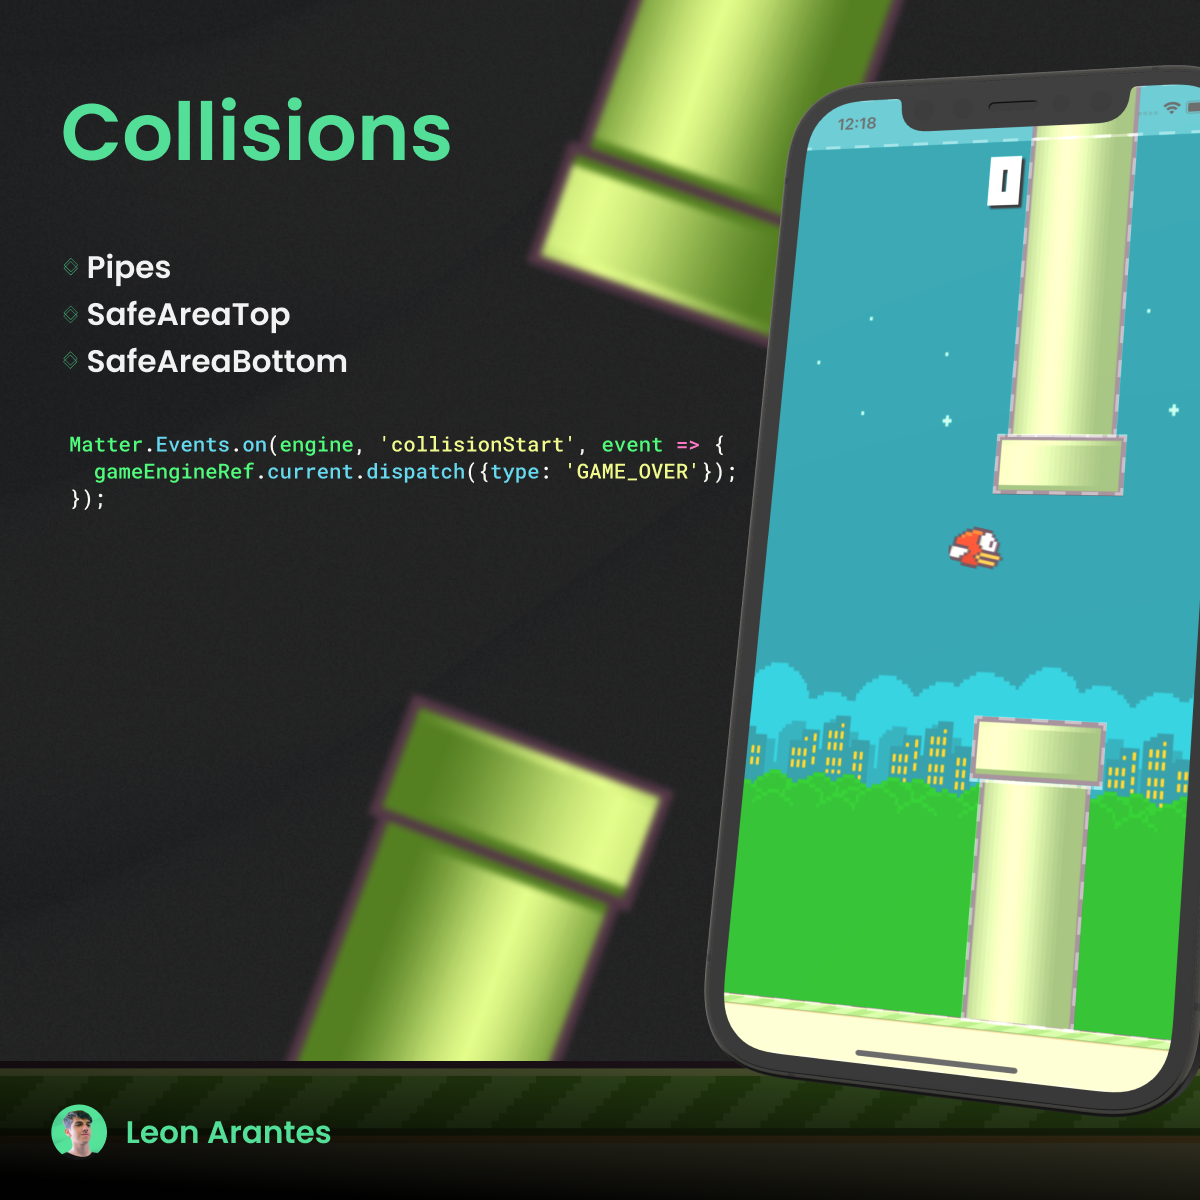 Collisions
Pipes
SafeAreaTop
SafeAreaBottom
Matter.Events.on(engine, 'collisionStart', event => {
  gameEngineRef.current.dispatch({type: 'GAME_OVER'});
});
12:18
0
Leon Arantes